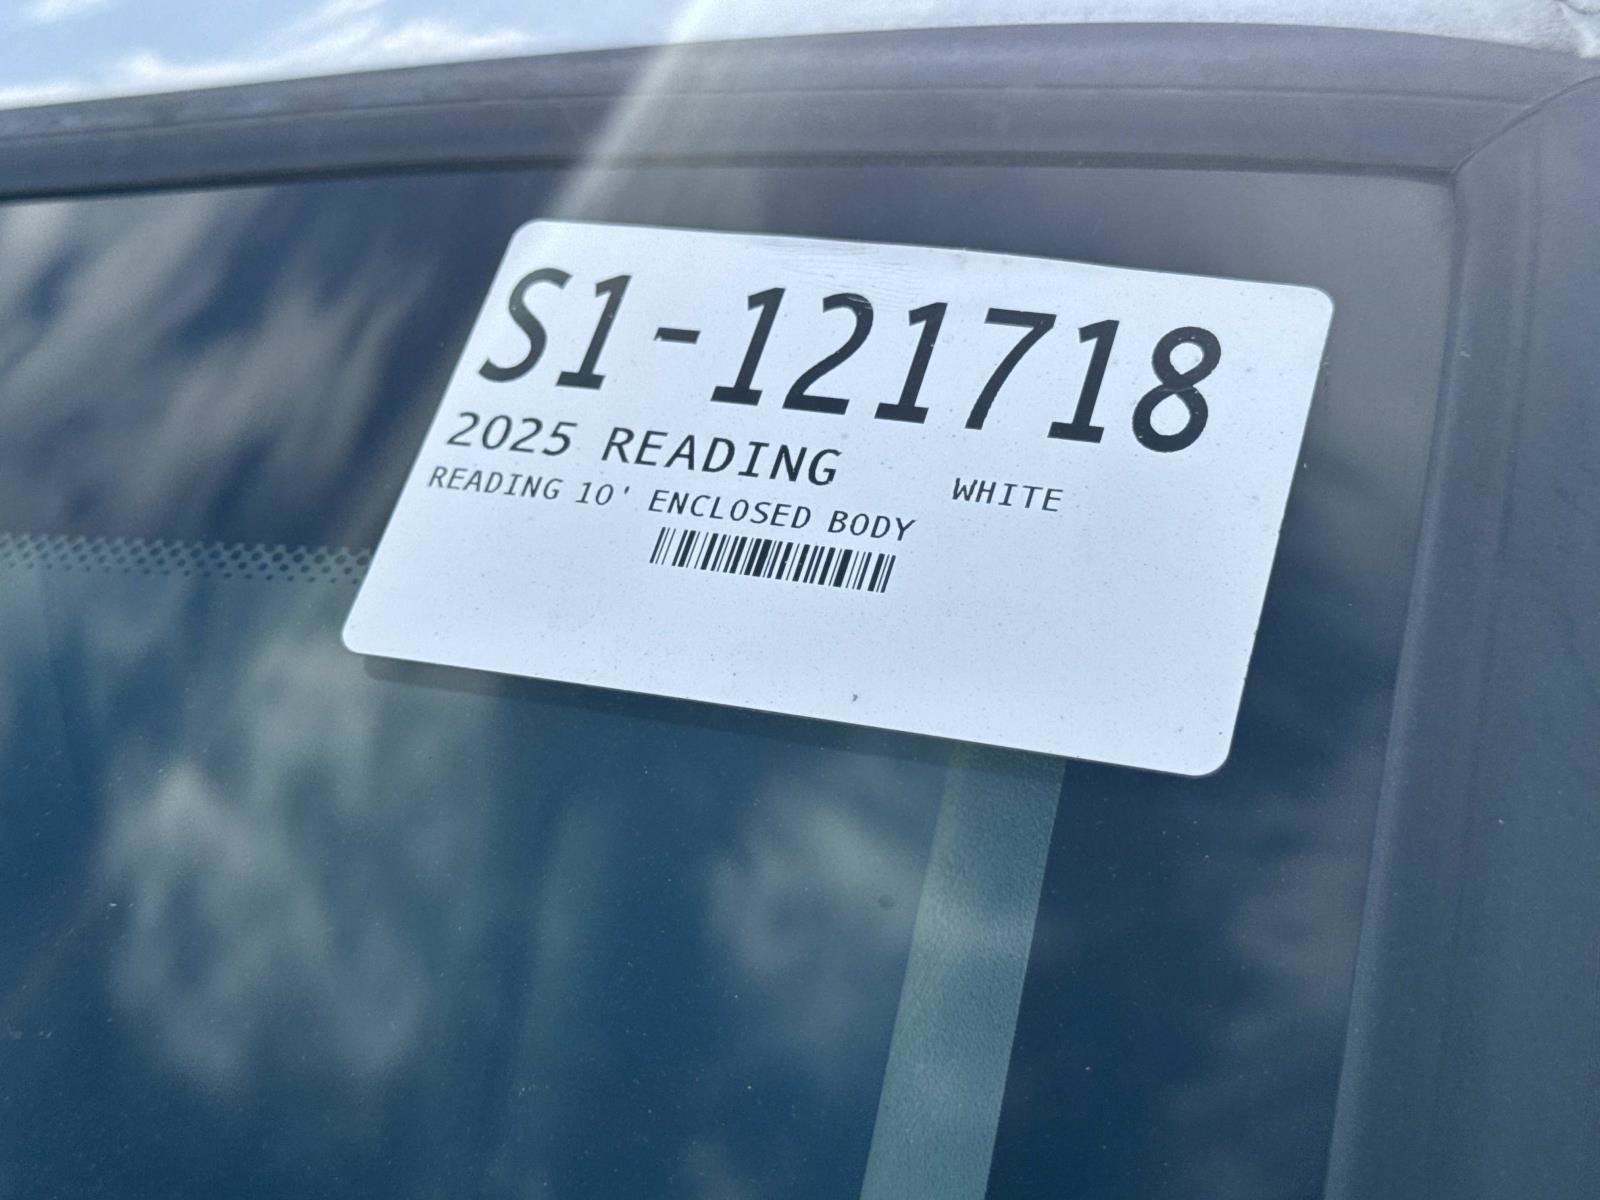 S1-121718
2025 READING
WHITE
READING 10' ENCLOSED BODY